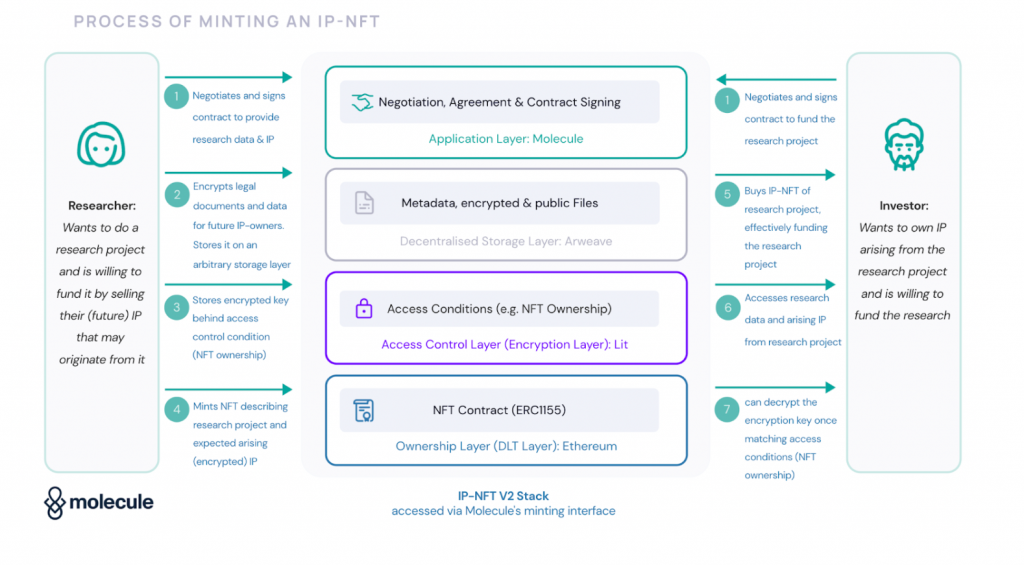 PROCESS OF MINTING AN IP-NFT
Researcher:
Wants to do a
research project
and is willing to
fund it by selling
their (future) IP
that may
originate from it
1
Negotiates and signs
contract to provide
research data & IP
2
Encrypts legal
documents and data
for future IP-owners.
Stores it on an
arbitrary storage layer
3
Stores encrypted key
behind access
control condition
(NFT ownership)
4
Mints NFT describing
research project and
expected arising
(encrypted) IP
Negotiation, Agreement & Contract Signing
Application Layer: Molecule
Metadata, encrypted & public Files
Decentralised Storage Layer: Arweave
Access Conditions (e.g. NFT Ownership)
Access Control Layer (Encryption Layer): Lit
NFT Contract (ERC1155)
Ownership Layer (DLT Layer): Ethereum
1
Negotiates and signs
contract to fund the
research project
5
Buys IP-NFT of
research project,
effectively funding
the research
project
6
Accesses research
data and arising IP
from research project
7
can decrypt the
encryption key once
matching access
conditions (NFT
ownership)
Investor:
Wants to own IP
arising from the
research project
and is willing to
fund the research
molecule
IP-NFT V2 Stack
accessed via Molecule's minting interface